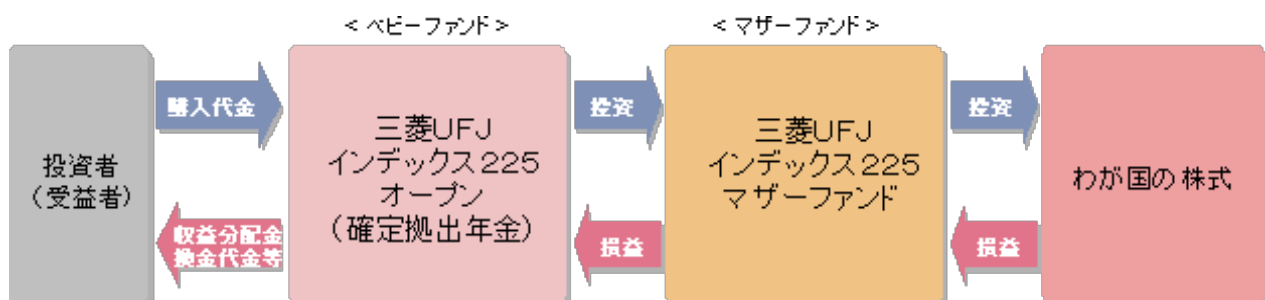 ＜ベビーファンド＞
＜マザーファンド＞
投資者
（受益者）
購入代金
収益分配金
換金代金等
三菱UFJ
インデックス225
オープン
（確定拠出年金）
投資
損益
三菱UFJ
インデックス225
マザーファンド
投資
損益
わが国の株式